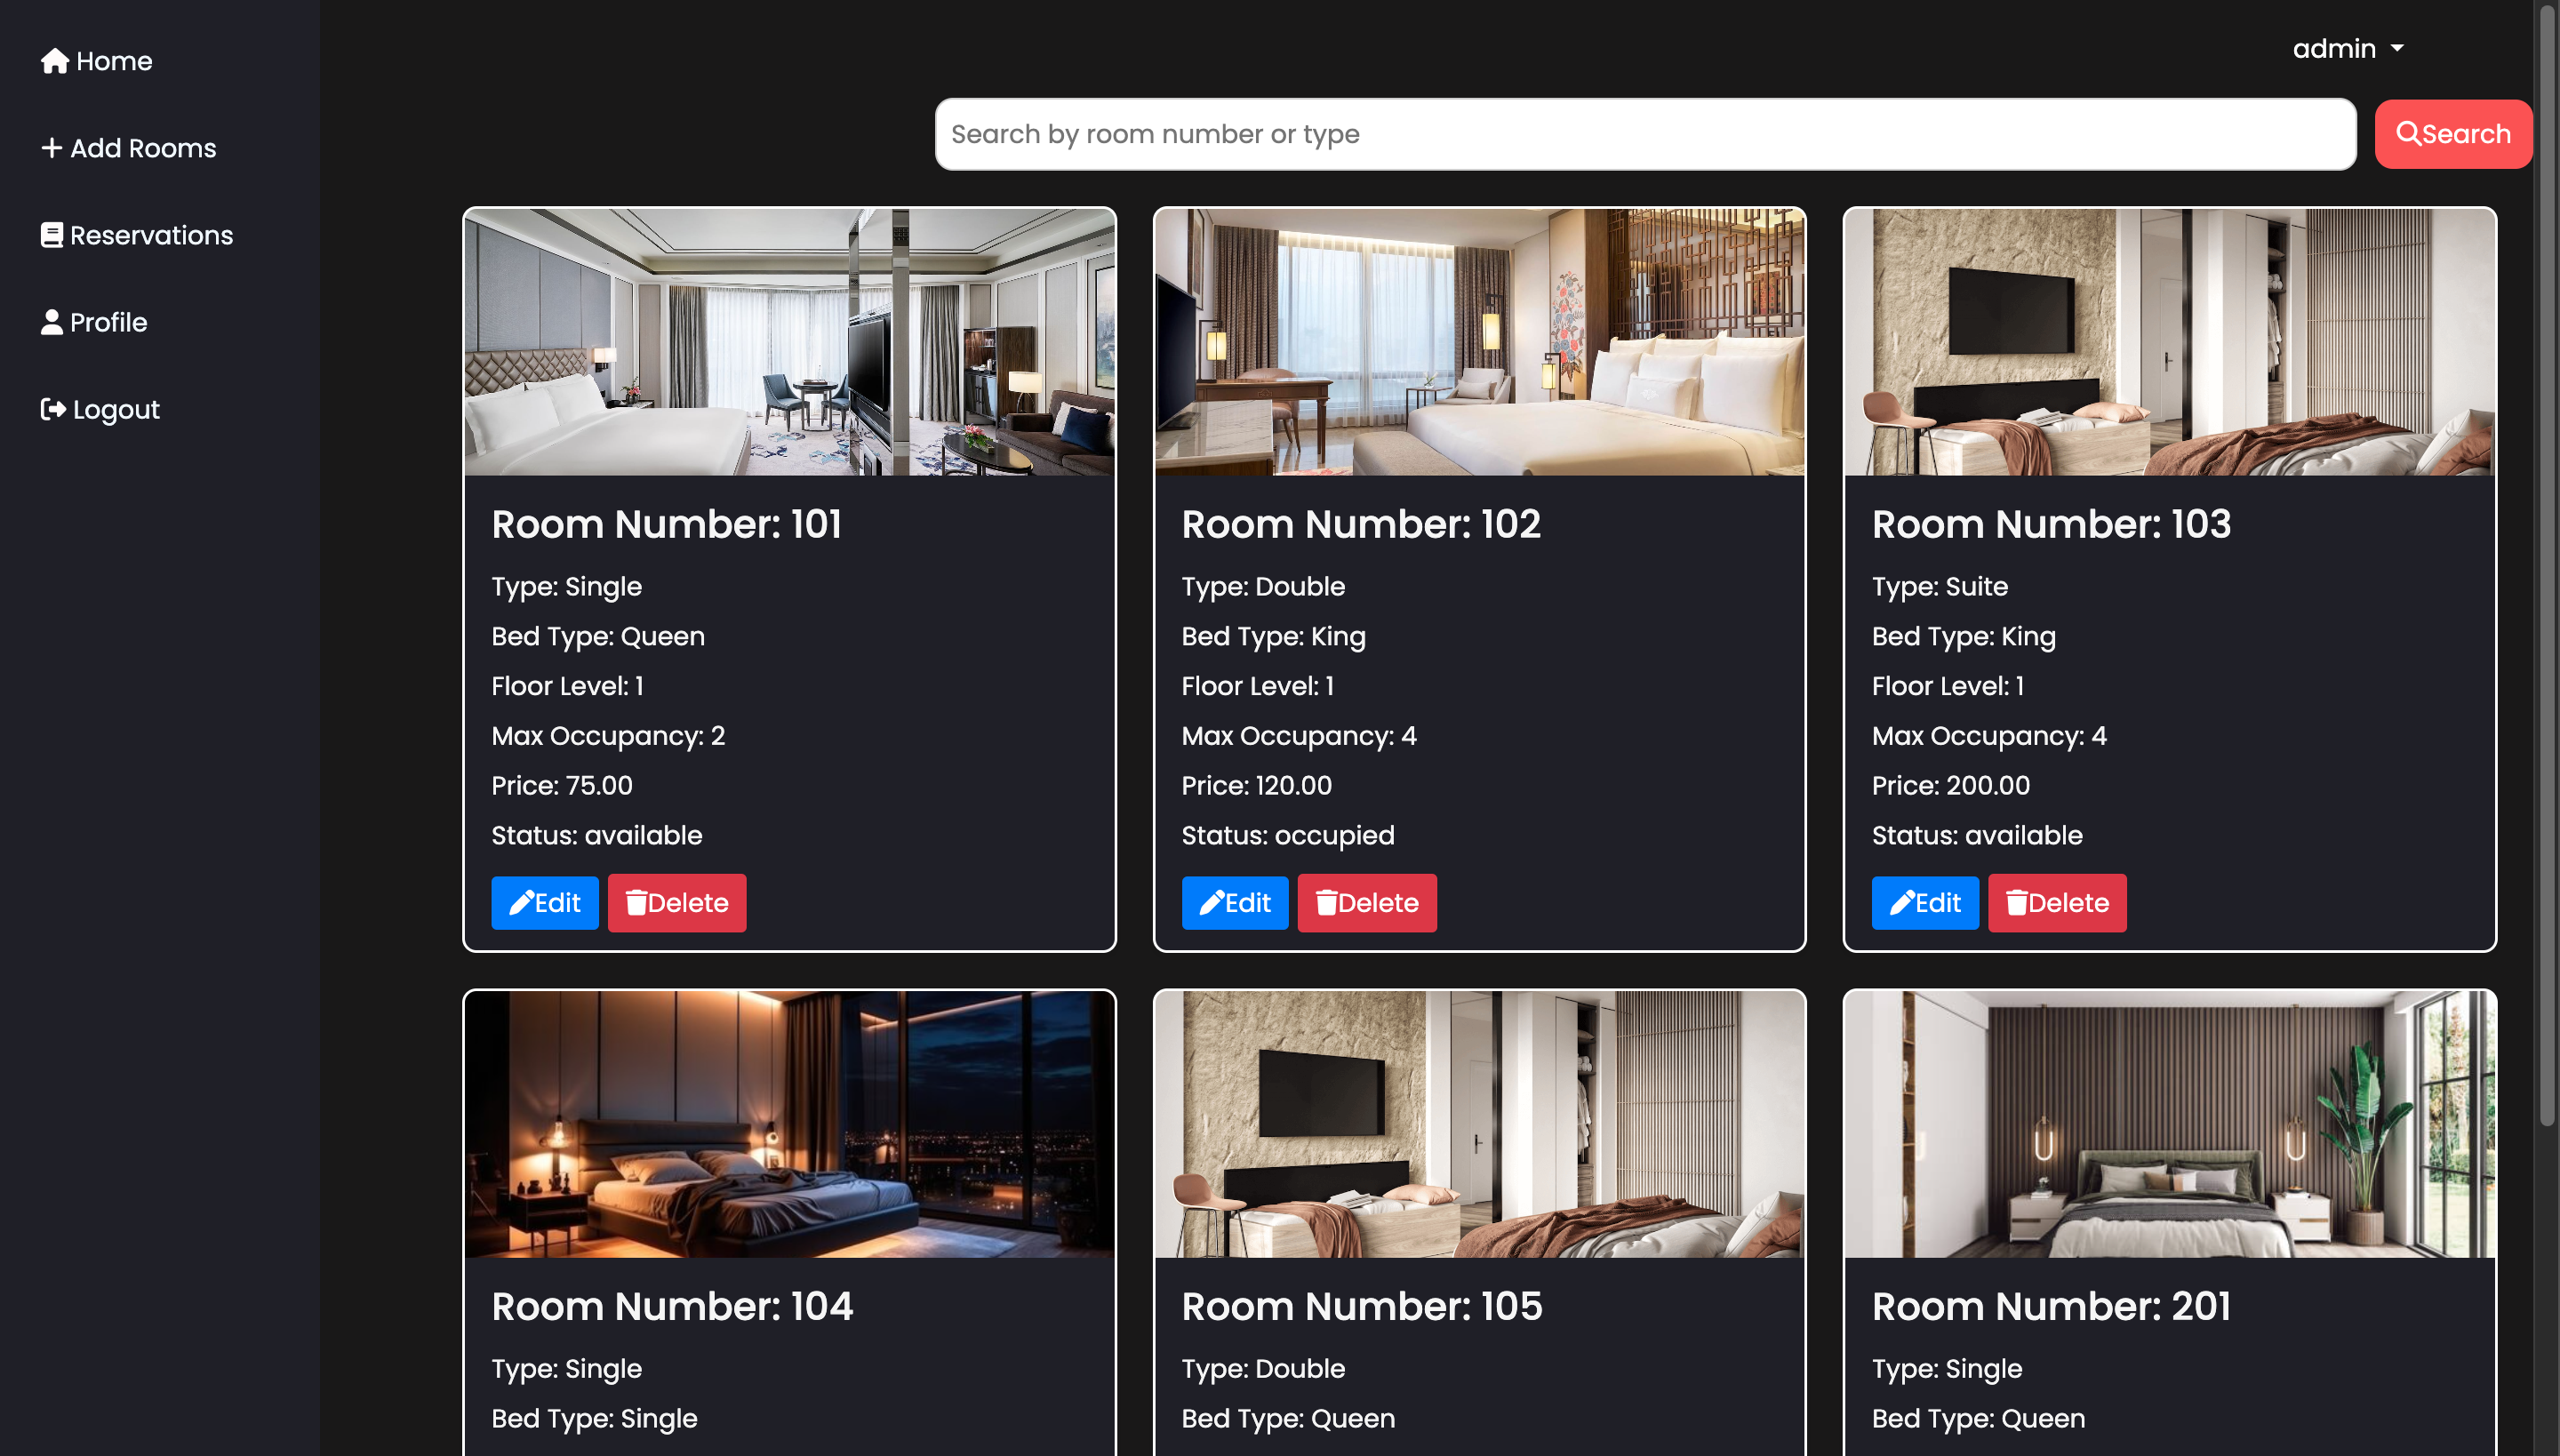 Home
Add Rooms
Reservations
Profile
Logout
admin
Search by room number or type
Search
Room Number: 101
Type: Single
Bed Type: Queen
Floor Level: 1
Max Occupancy: 2
Price: 75.00
Status: available
Edit Delete
Room Number: 102
Type: Double
Bed Type: King
Floor Level: 1
Max Occupancy: 4
Price: 120.00
Status: occupied
Edit Delete
Room Number: 103
Type: Suite
Bed Type: King
Floor Level: 1
Max Occupancy: 4
Price: 200.00
Status: available
Edit Delete
Room Number: 104
Type: Single
Bed Type: Single
Room Number: 105
Type: Double
Bed Type: Queen
Room Number: 201
Type: Single
Bed Type: Queen